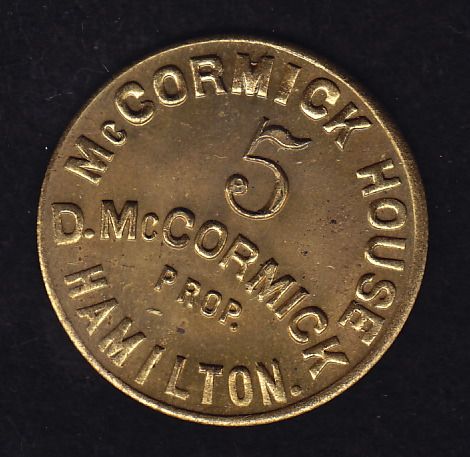 McCORMICK HOUSE
5
D. McCORMICK
PROP.
HAMILTON.